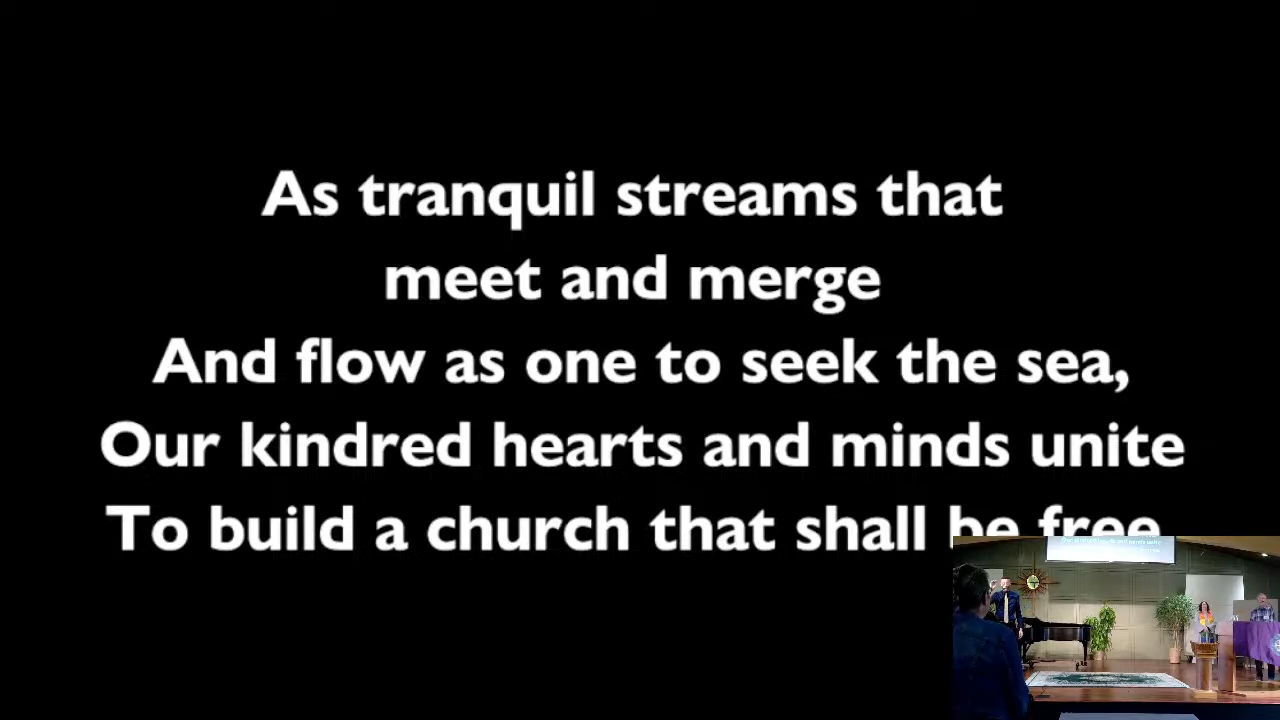 As tranquil streams that
meet and merge
And flow as one to seek the sea,
Our kindred hearts and minds unite
To build a church that shall be free